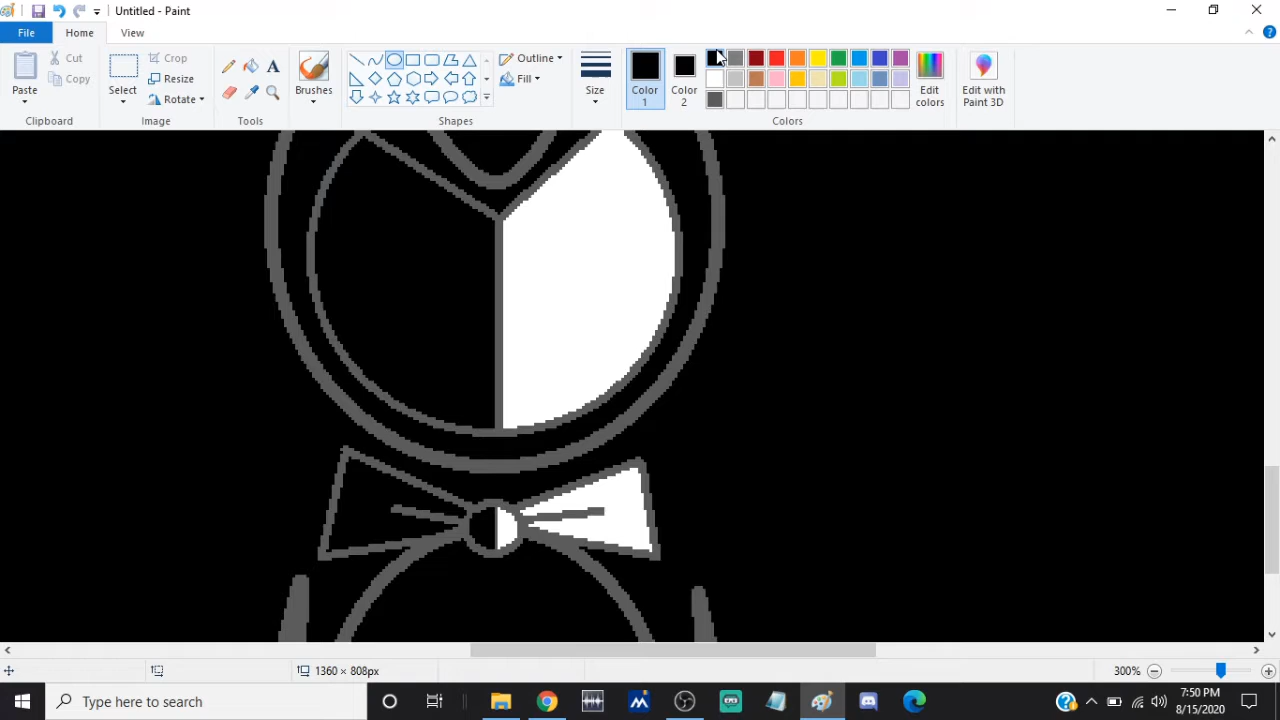 Untitled - Paint
File Home View
Paste Cut Copy
Clipboard
Select Crop Resize Rotate
Image
A
Tools
Brushes
Outline Fill
Shapes
Size
Color 1 Color 2
Colors
Edit colors
Edit with Paint 3D
1360 × 808px 300%
Type here to search
7:50 PM
8/15/2020